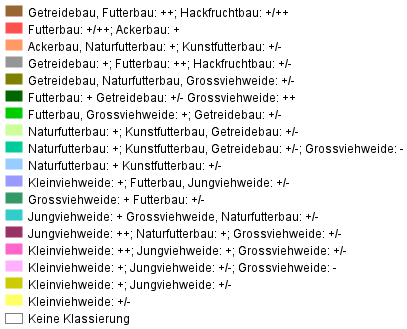 Getreidebau, Futterbau: ++; Hackfruchtbau: +/++
Futterbau: +/++; Ackerbau: +
Ackerbau, Naturfutterbau: +; Kunstfutterbau: +/-
Getreidebau: +; Futterbau: ++; Hackfruchtbau: +/-
Getreidebau, Naturfutterbau, Grossviehweide: +/-
Futterbau: + Getreidebau: +/- Grossviehweide: ++
Futterbau, Grossviehweide: +; Getreidebau: +/-
Naturfutterbau: +; Kunstfutterbau, Getreidebau: +/-
Naturfutterbau: +; Kunstfutterbau, Getreidebau: +/-; Grossviehweide: -
Naturfutterbau: + Kunstfutterbau: +/-
Kleinviehweide: +; Futterbau, Jungviehweide: +/-
Grossviehweide: + Futterbau: +/-
Jungviehweide: + Grossviehweide, Naturfutterbau: +/-
Jungviehweide: ++; Naturfutterbau: +; Grossviehweide: +/-
Kleinviehweide: ++; Jungviehweide: +; Grossviehweide: +/-
Kleinviehweide: +; Jungviehweide: +/-; Grossviehweide: -
Kleinviehweide: +; Jungviehweide: +/-
Kleinviehweide: +/-
Keine Klassierung